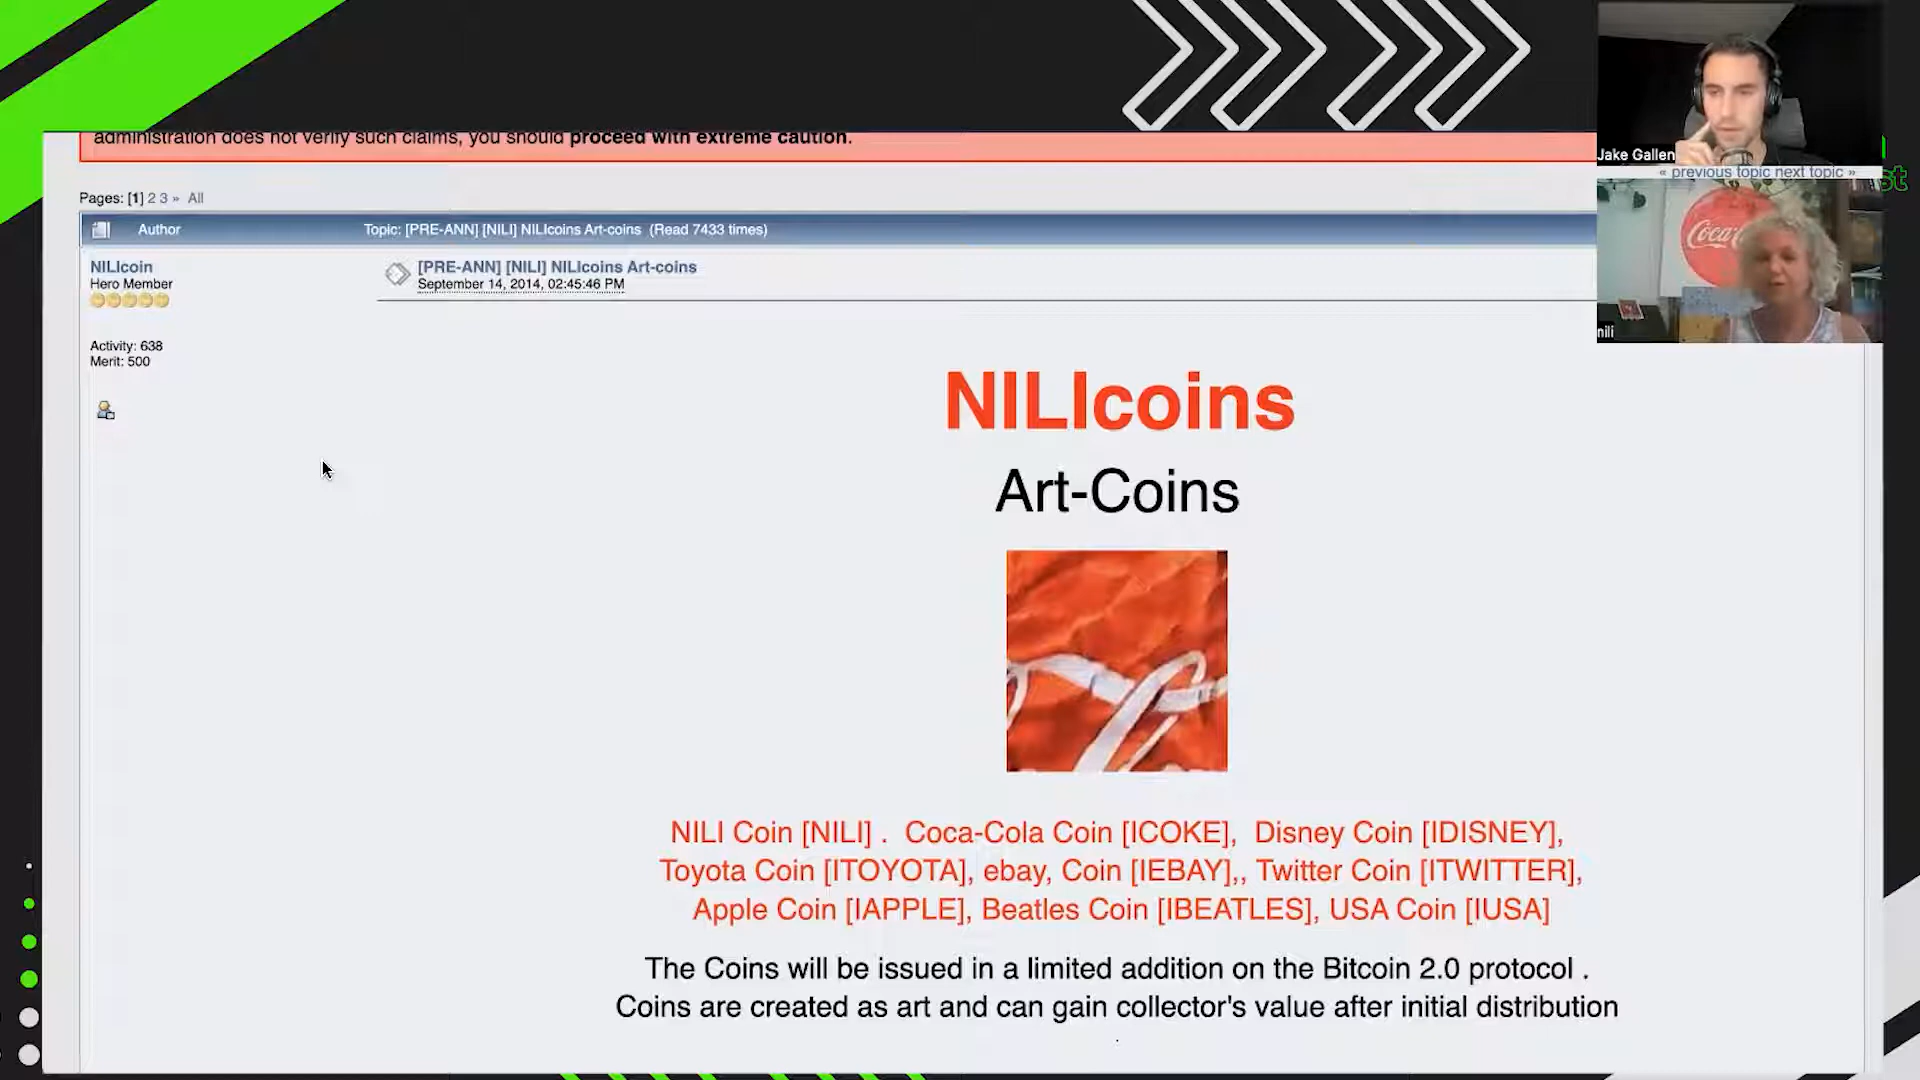 administration does not verify such claims, you should proceed with extreme caution.
Jake Gallen
« previous topic next topic »
st
Pages: [1] 2 3 » All
Author
Topic: [PRE-ANN] [NILI] NILIcoins Art-coins (Read 7433 times)
Coca
NILIcoin
Hero Member
[PRE-ANN] [NILI] NILIcoins Art-coins
September 14, 2014, 02:45:46 PM
nili
Activity: 638
Merit: 500
NILIcoins
Art-Coins
NILI Coin [NILI] . Coca-Cola Coin [ICOKE], Disney Coin [IDISNEY],
Toyota Coin [ITOYOTA], ebay, Coin [IEBAY],, Twitter Coin [ITWITTER],
Apple Coin [IAPPLE], Beatles Coin [IBEATLES], USA Coin [IUSA]
The Coins will be issued in a limited addition on the Bitcoin 2.0 protocol .
Coins are created as art and can gain collector's value after initial distribution
.